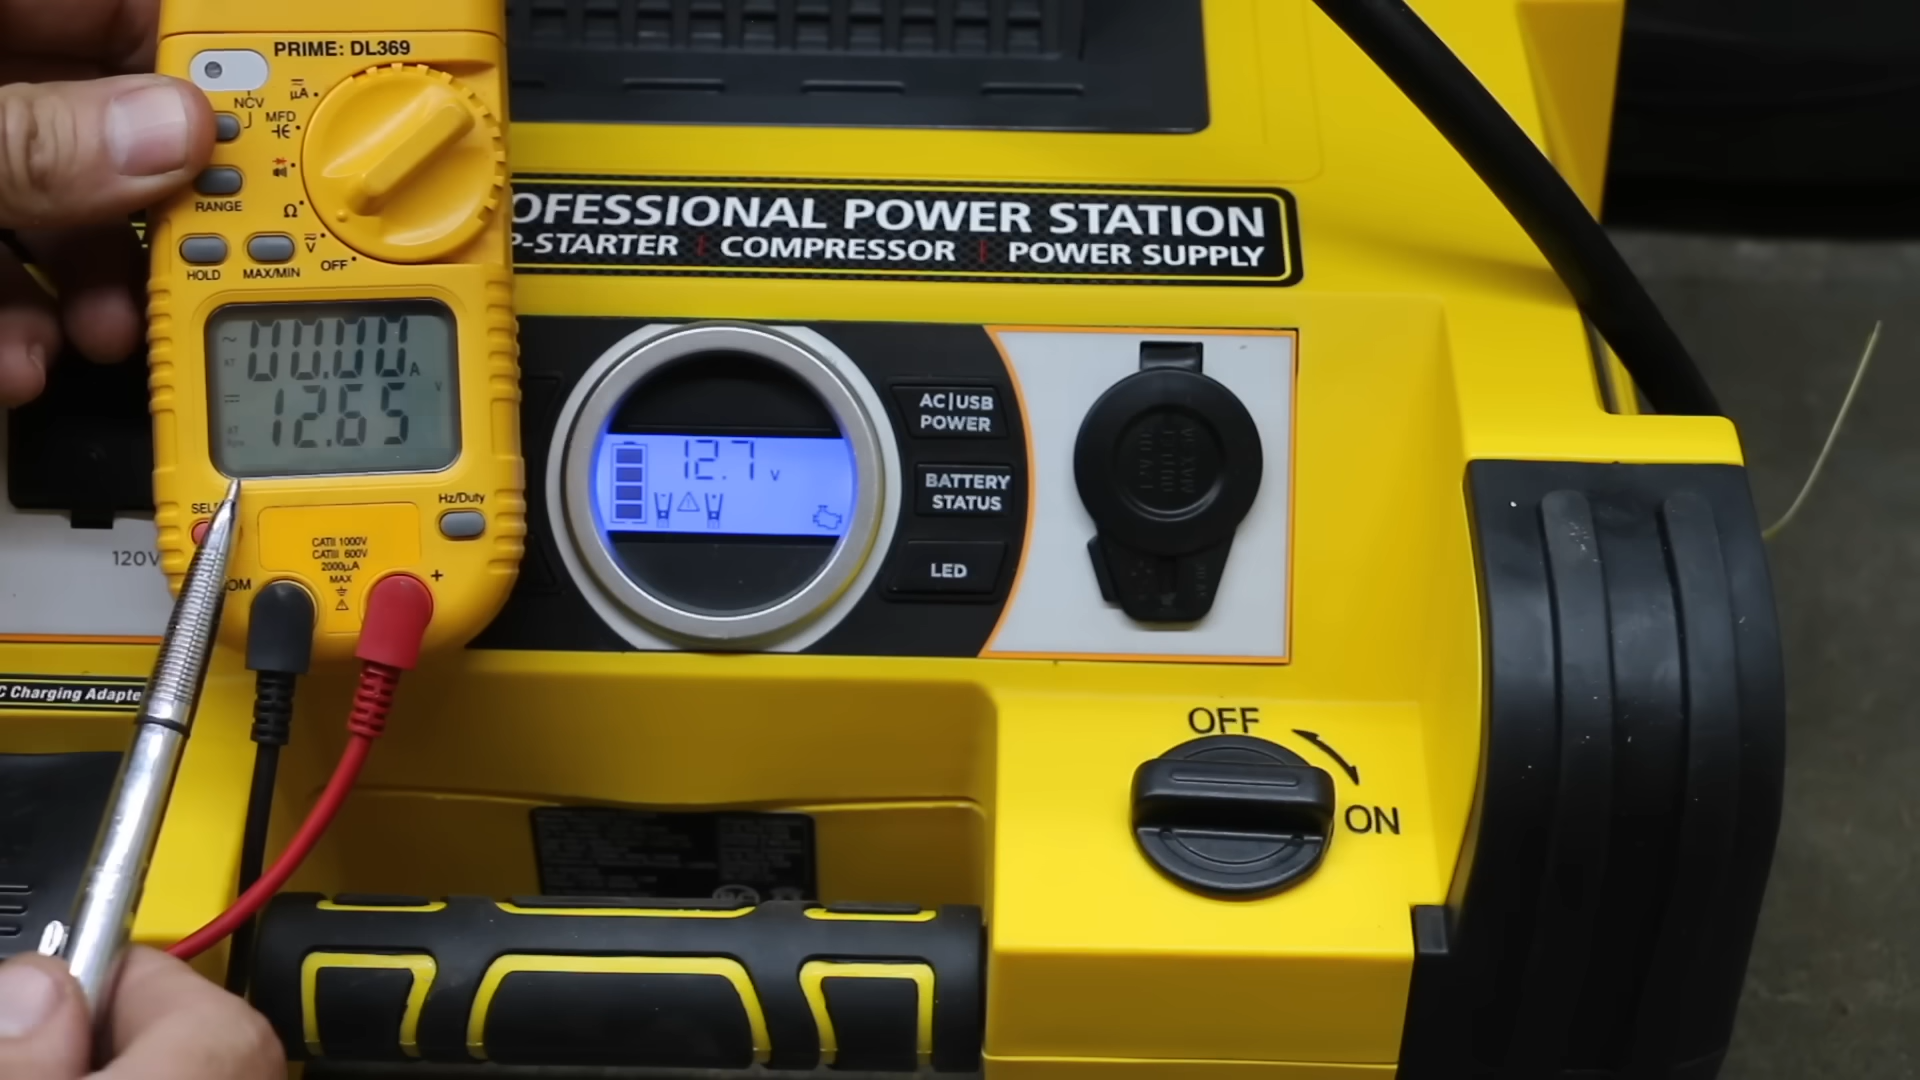 PRIME: DL369
NCV
µA
MFD
RANGE
Ω
V
HOLD
MAX/MIN
OFF
~
00.00 A
12.65 V
Hz/Duty
CATII 1000V
CATIII 600V
2000µA
MAX
+
OFESSIONAL POWER STATION
P-STARTER | COMPRESSOR | POWER SUPPLY
12.7 v
AC|USB
POWER
BATTERY
STATUS
LED
120V
C Charging Adapte
OFF
ON